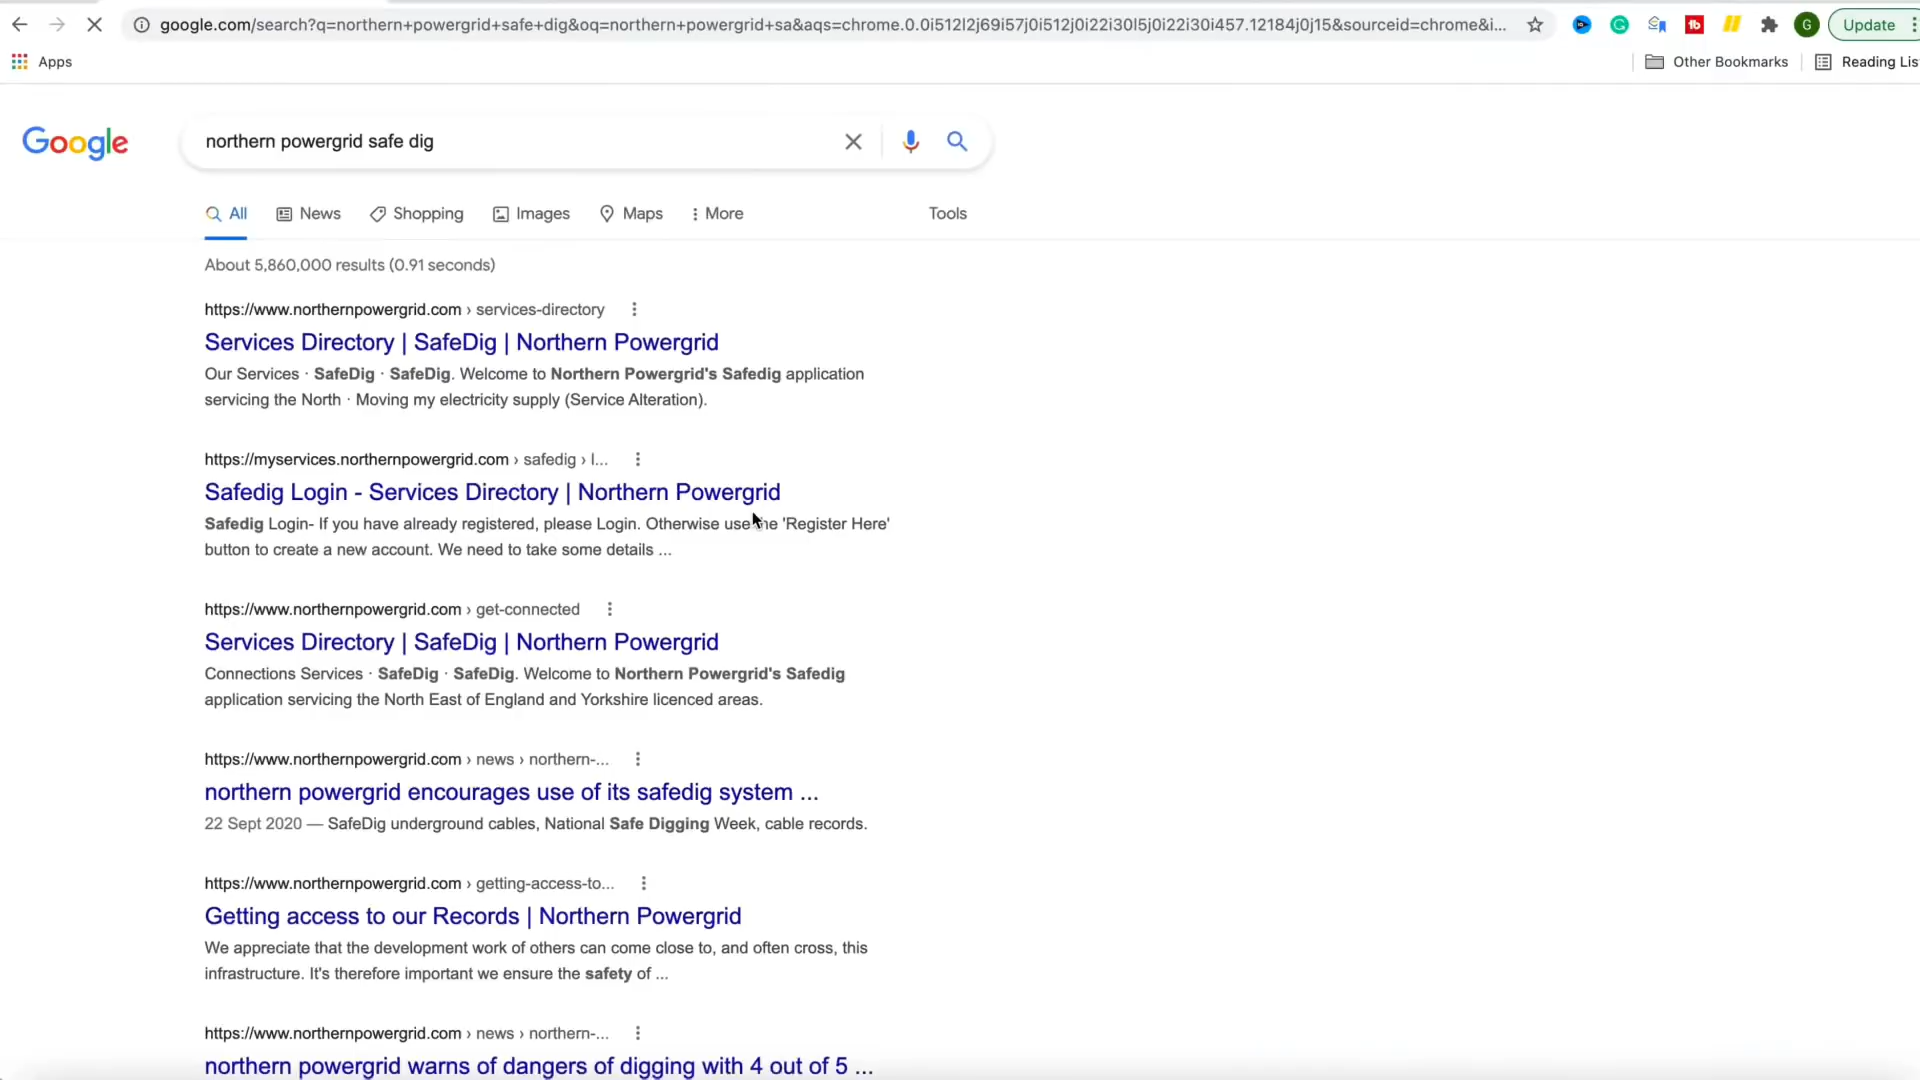 google.com/search?q=northern+powergrid+safe+dig&oq=northern+powergrid+sa&aqs=chrome.0.0i512l2j69i57j0i512j0i22i30l5j0i22i30i457.12184j0j15&sourceid=chrome&i...
G
Update
Apps
Other Bookmarks
Reading Lis
Google
northern powergrid safe dig
All
News
Shopping
Images
Maps
More
Tools
About 5,860,000 results (0.91 seconds)
https://www.northernpowergrid.com › services-directory
Services Directory | SafeDig | Northern Powergrid
Our Services · SafeDig · SafeDig. Welcome to Northern Powergrid's Safedig application
servicing the North · Moving my electricity supply (Service Alteration).
https://myservices.northernpowergrid.com › safedig › l...
Safedig Login - Services Directory | Northern Powergrid
Safedig Login- If you have already registered, please Login. Otherwise use the 'Register Here'
button to create a new account. We need to take some details ...
https://www.northernpowergrid.com › get-connected
Services Directory | SafeDig | Northern Powergrid
Connections Services · SafeDig · SafeDig. Welcome to Northern Powergrid's Safedig
application servicing the North East of England and Yorkshire licenced areas.
https://www.northernpowergrid.com › news › northern-...
northern powergrid encourages use of its safedig system ...
22 Sept 2020 — SafeDig underground cables, National Safe Digging Week, cable records.
https://www.northernpowergrid.com › getting-access-to...
Getting access to our Records | Northern Powergrid
We appreciate that the development work of others can come close to, and often cross, this
infrastructure. It's therefore important we ensure the safety of ...
https://www.northernpowergrid.com › news › northern-...
northern powergrid warns of dangers of digging with 4 out of 5 ...